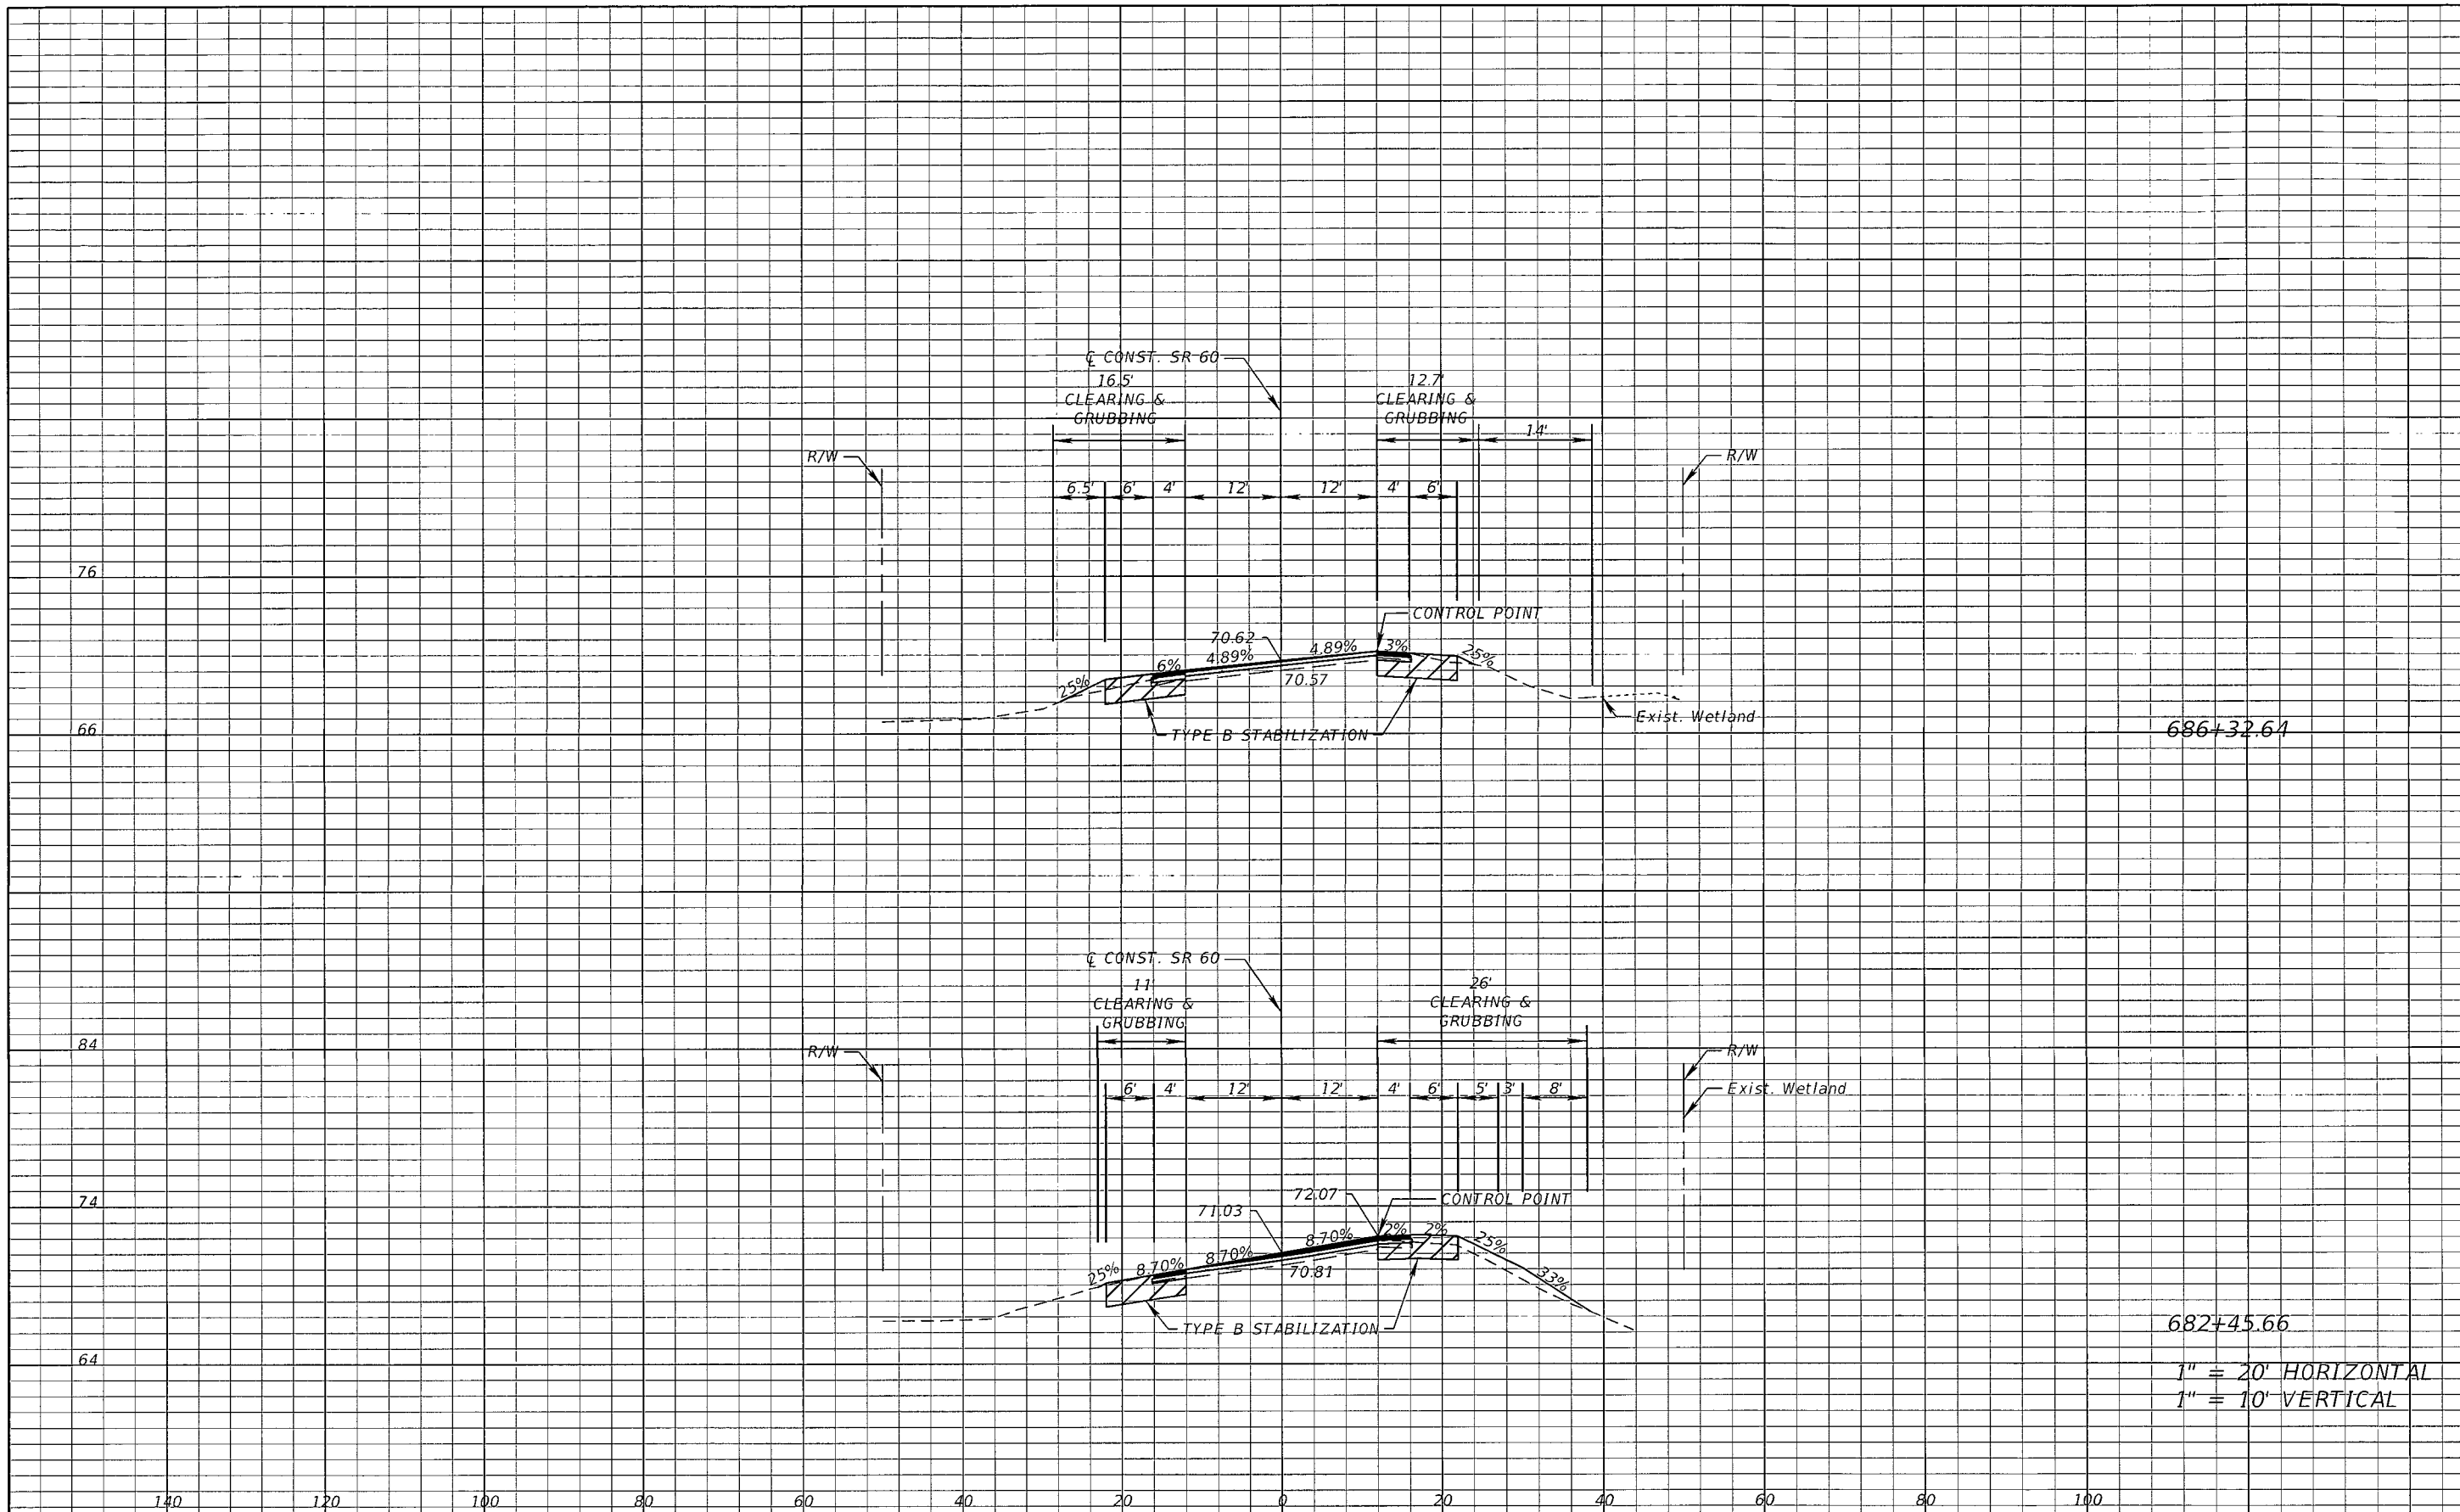 ℄ CONST. SR 60
16.5'
CLEARING &
GRUBBING
12.7'
CLEARING &
GRUBBING
14'
R/W
R/W
6.5' 6' 4' 12' 12' 4' 6'
76
CONTROL POINT
70.62
25% 6% 4.89% 4.89% 3% 25%
70.57
Exist. Wetland
66
TYPE B STABILIZATION
686+32.64
℄ CONST. SR 60
11'
CLEARING &
GRUBBING
26'
CLEARING &
GRUBBING
84
R/W
R/W
6' 4' 12' 12' 4' 6' 5' 3' 8'
Exist. Wetland
74
72.07
CONTROL POINT
71.03
25% 8.70% 8.70% 8.70% 2% 2% 25%
70.81
33%
TYPE B STABILIZATION
682+45.66
64
1" = 20' HORIZONTAL
1" = 10' VERTICAL
140 120 100 80 60 40 20 0 20 40 60 80 100